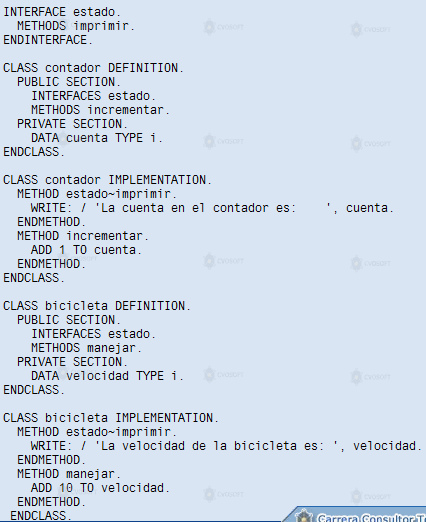 INTERFACE estado.
  METHODS imprimir.
ENDINTERFACE.
CLASS contador DEFINITION.
  PUBLIC SECTION.
    INTERFACES estado.
    METHODS incrementar.
  PRIVATE SECTION.
    DATA cuenta TYPE i.
ENDCLASS.
CLASS contador IMPLEMENTATION.
  METHOD estado~imprimir.
    WRITE: / 'La cuenta en el contador es:    ', cuenta.
  ENDMETHOD.
  METHOD incrementar.
    ADD 1 TO cuenta.
  ENDMETHOD.
ENDCLASS.
CLASS bicicleta DEFINITION.
  PUBLIC SECTION.
    INTERFACES estado.
    METHODS manejar.
  PRIVATE SECTION.
    DATA velocidad TYPE i.
ENDCLASS.
CLASS bicicleta IMPLEMENTATION.
  METHOD estado~imprimir.
    WRITE: / 'La velocidad de la bicicleta es: ', velocidad.
  ENDMETHOD.
  METHOD manejar.
    ADD 10 TO velocidad.
  ENDMETHOD.
 ENDCLASS.
Carrera Consultor